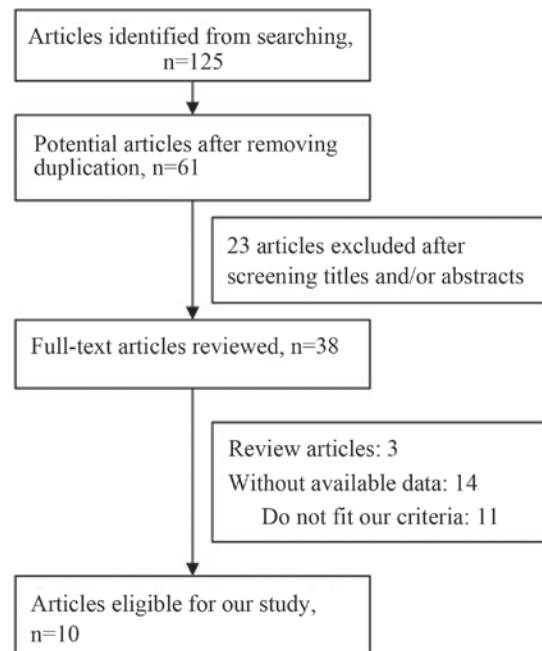 Articles identified from searching,
n=125
Potential articles after removing
duplication, n=61
23 articles excluded after
screening titles and/or abstracts
Full-text articles reviewed, n=38
Review articles: 3
Without available data: 14
Do not fit our criteria: 11
Articles eligible for our study,
n=10